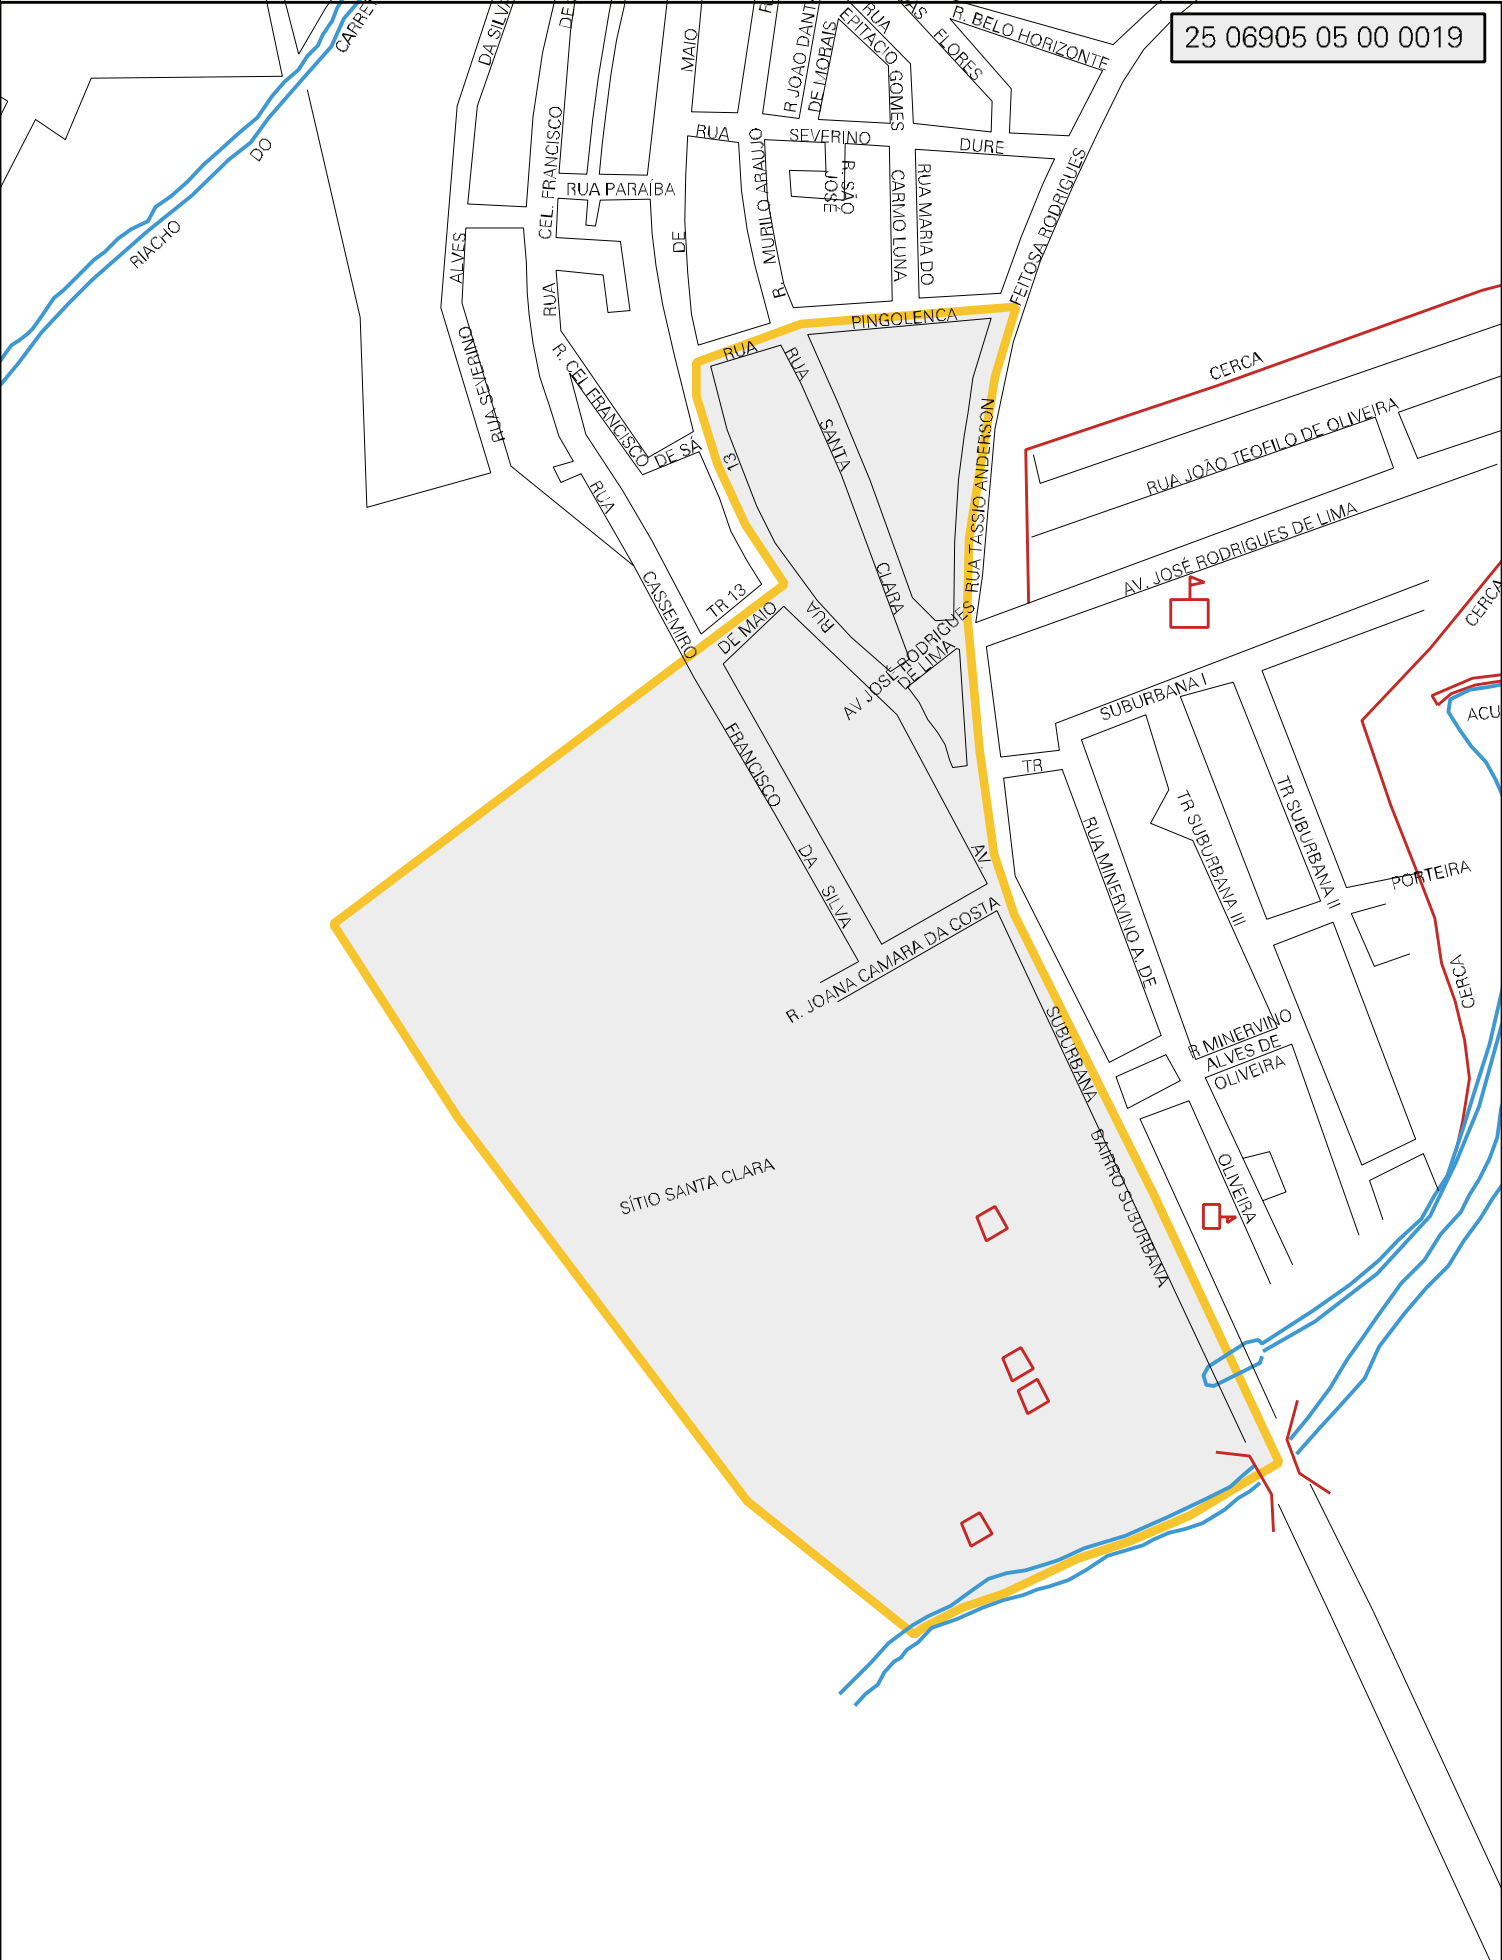 25 06905 05 00 0019
DA SILVA
DE
MAIO
R JOAO DANT
DE MORAIS
RUA
EPITACIO GOMES
AS
FLORES
R. BELO HORIZONTE
CARRE
DO
RIACHO
CEL. FRANCISCO
RUA
SEVERINO
DURE
R. SÃO
JOSÉ
RUA PARAÍBA
MURILO ARAUJO
R.
CARMO LUNA
RUA MARIA DO
FEITOSA RODRIGUES
ALVES
DE
RUA
RUA SEVERINO
PINGOLENCA
RUA
RUA
R. CEL FRANCISCO
DE SÁ
SANTA
13
RUA TASSIO ANDERSON
CERCA
RUA JOÃO TEOFILO DE OLIVEIRA
AV. JOSÉ RODRIGUES DE LIMA
RUA
CASSEMIRO
TR 13
DE MAIO
RUA
CLARA
AV JOSÉ RODRIGUES
DE LIMA
CERCA
ACU
SUBURBANA I
TR
FRANCISCO
DA
SILVA
AV.
RUA MINERVINO A. DE
TR SUBURBANA III
TR SUBURBANA II
PORTEIRA
CERCA
R. JOANA CAMARA DA COSTA
SUBURBANA
R MINERVINO
ALVES DE
OLIVEIRA
BAIRRO SUBURBANA
OLIVEIRA
SÍTIO SANTA CLARA